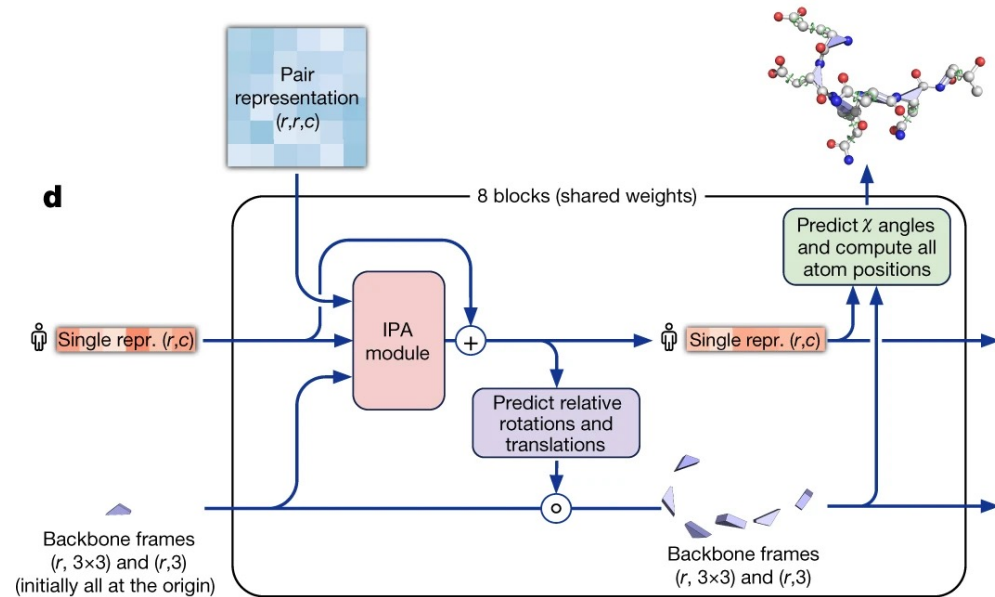 Pair
representation
(r,r,c)
d
8 blocks (shared weights)
Predict χ angles
and compute all
atom positions
IPA
module
Single repr. (r,c)
+
Single repr. (r,c)
Predict relative
rotations and
translations
Backbone frames
(r, 3×3) and (r,3)
(initially all at the origin)
Backbone frames
(r, 3×3) and (r,3)